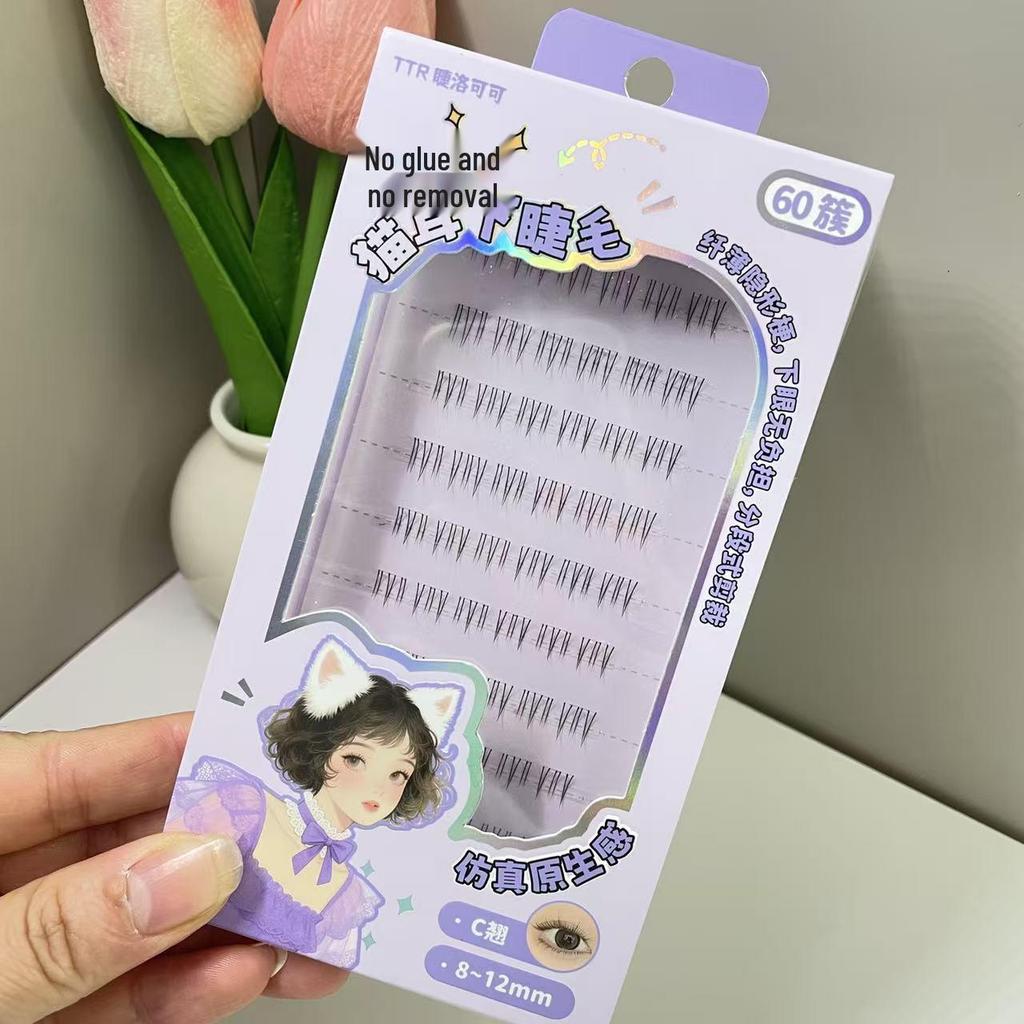 TTR 睫洛可可
No glue and
no removal
猫耳下睫毛
60簇
纤薄隐形梗，下眼无负担，分段式剪裁
仿真原生感
· C翘
· 8~12mm